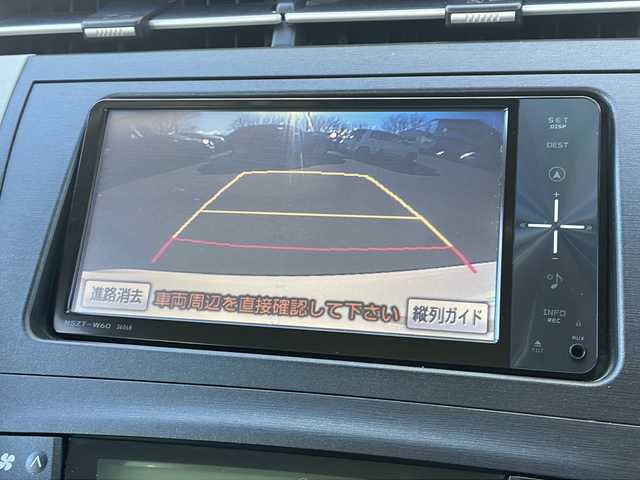 進路消去
車両周辺を直接確認して下さい
縦列ガイド
NSZT-W60
SET
DISP
DEST
+
−
INFO
REC
AUX